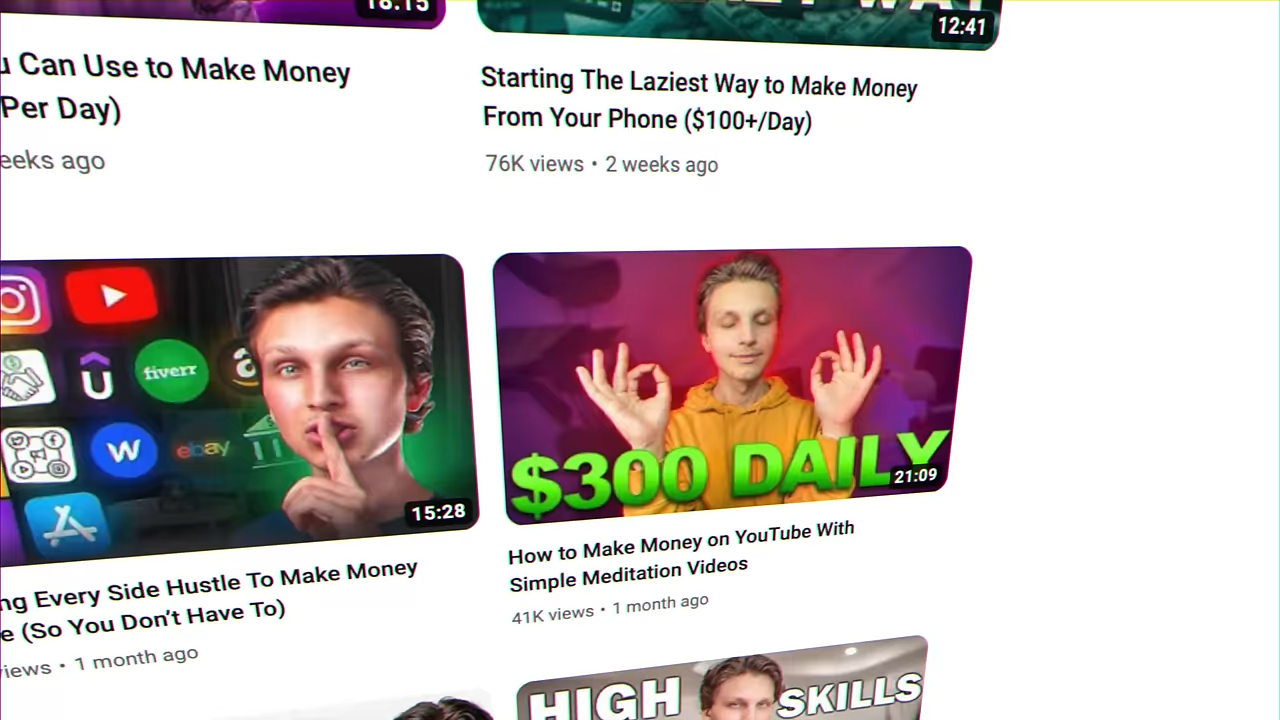 18:15
12:41
Can Use to Make Money
Per Day)
Starting The Laziest Way to Make Money
From Your Phone ($100+/Day)
76K views • 2 weeks ago
ago
fiverr
a
U
W
ebay
15:28
$300 DAILY
21:09
Every Side Hustle To Make Money
(So You Don't Have To)
1 month ago
How to Make Money on YouTube With
Simple Meditation Videos
41K views • 1 month ago
HIGH SKILLS